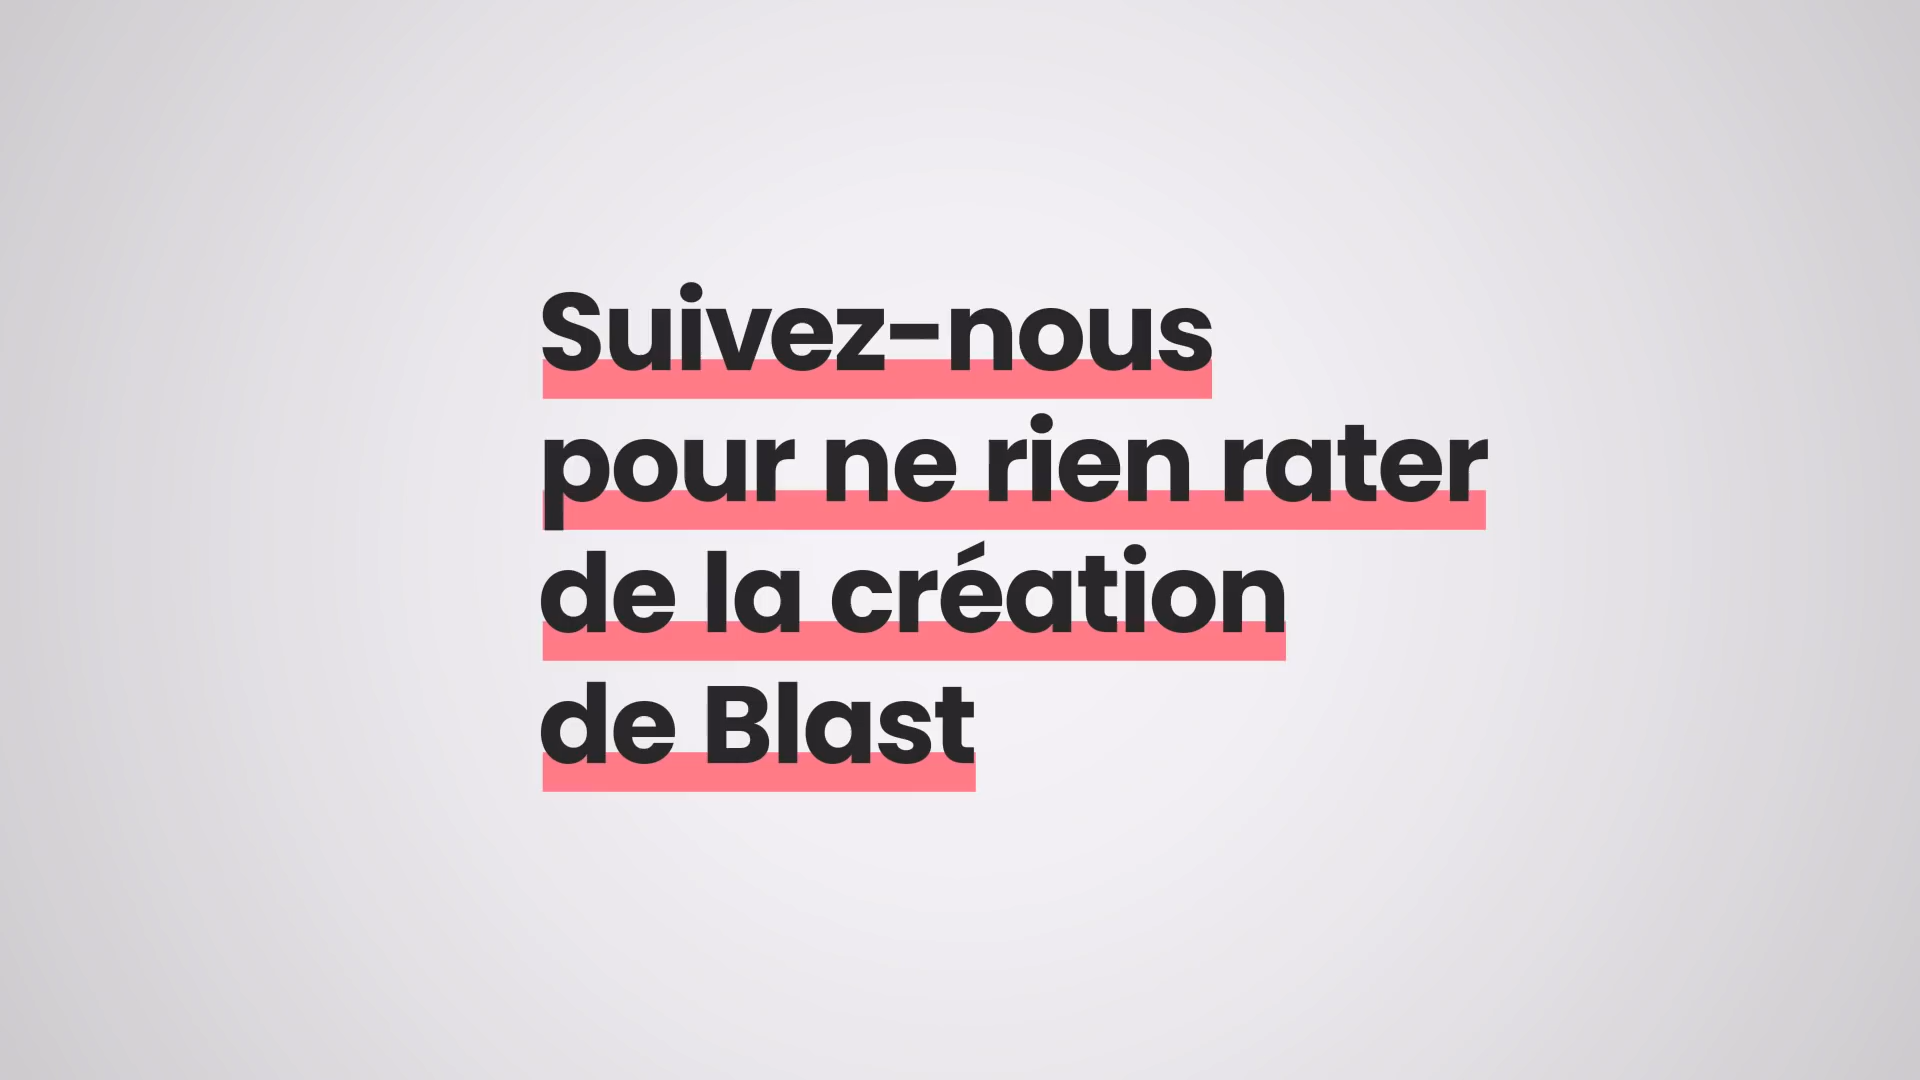 Suivez-nous
pour ne rien rater
de la création
de Blast